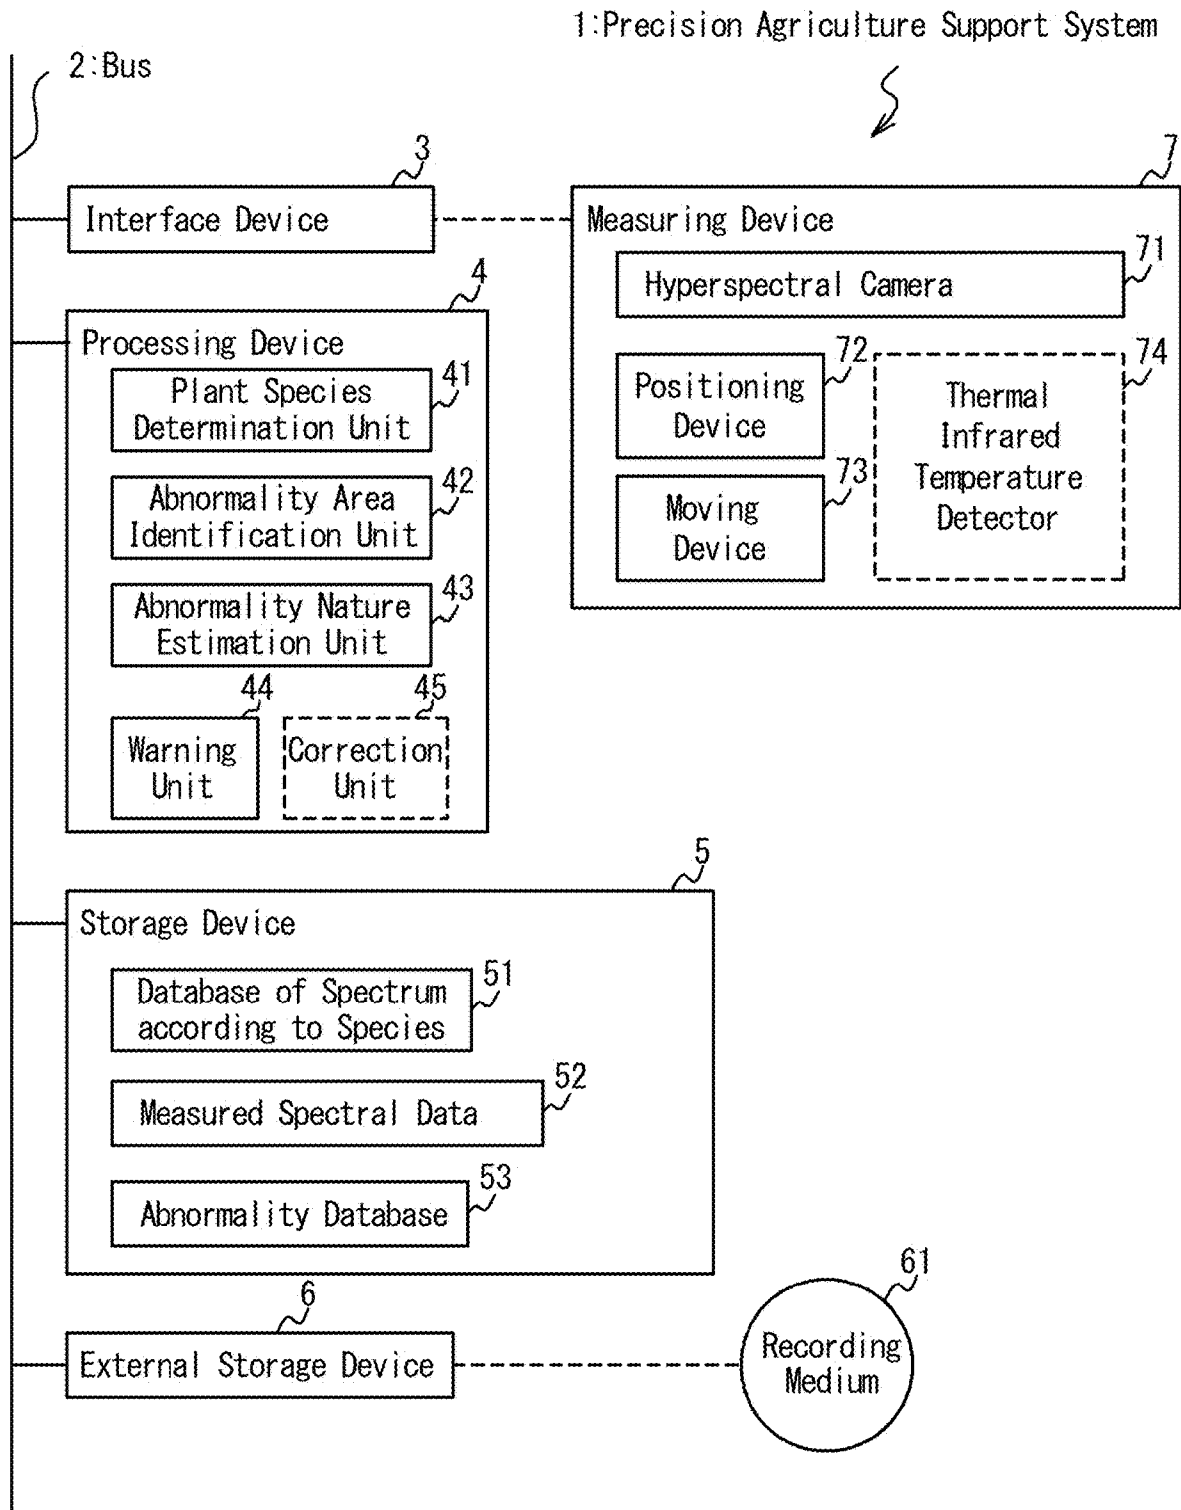 1:Precision Agriculture Support System
2:Bus
3
Interface Device
7
Measuring Device
71
Hyperspectral Camera
72
Positioning
Device
73
Moving
Device
74
Thermal
Infrared
Temperature
Detector
4
Processing Device
41
Plant Species
Determination Unit
42
Abnormality Area
Identification Unit
43
Abnormality Nature
Estimation Unit
44
Warning
Unit
45
Correction
Unit
5
Storage Device
51
Database of Spectrum
according to Species
52
Measured Spectral Data
53
Abnormality Database
6
External Storage Device
61
Recording
Medium